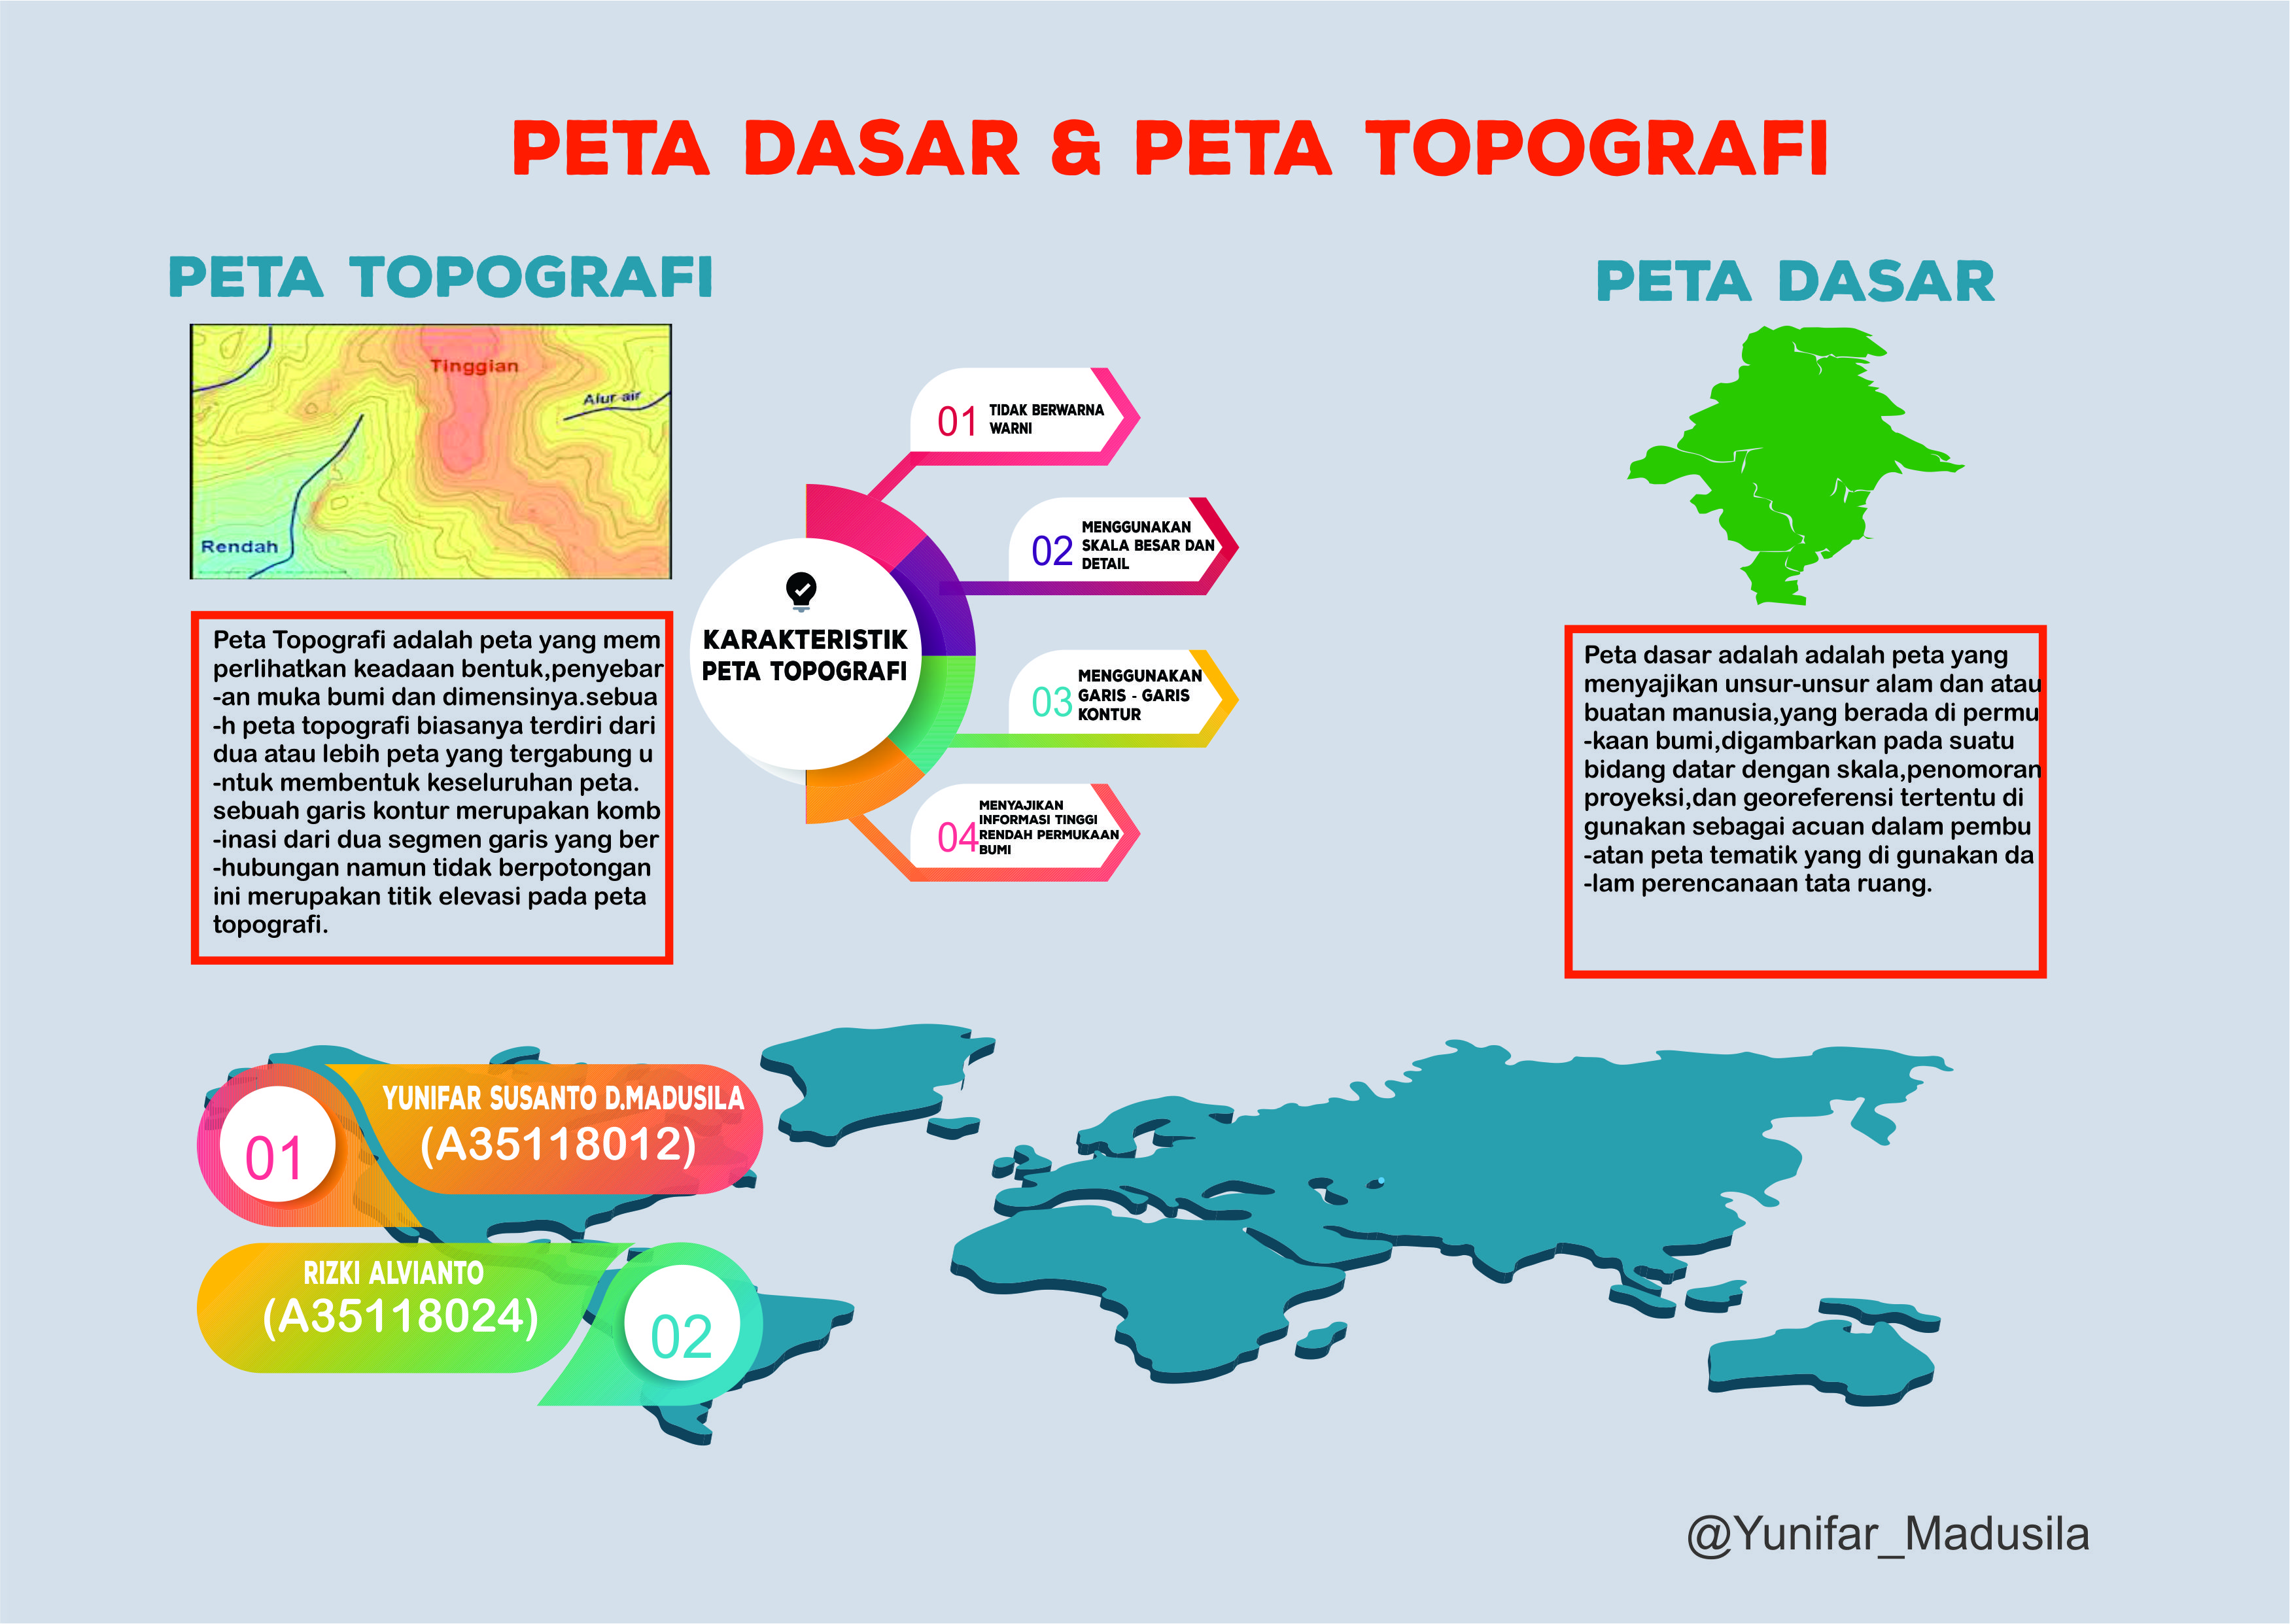 PETA DASAR & PETA TOPOGRAFI
PETA TOPOGRAFI
Tinggian
Alur air
Rendah
Peta Topografi adalah peta yang mem
perlihatkan keadaan bentuk,penyebar
-an muka bumi dan dimensinya.sebua
-h peta topografi biasanya terdiri dari
dua atau lebih peta yang tergabung u
-ntuk membentuk keseluruhan peta.
sebuah garis kontur merupakan komb
-inasi dari dua segmen garis yang ber
-hubungan namun tidak berpotongan
ini merupakan titik elevasi pada peta
topografi.
KARAKTERISTIK
PETA TOPOGRAFI
01
TIDAK BERWARNA
WARNI
02
MENGGUNAKAN
SKALA BESAR DAN
DETAIL
03
MENGGUNAKAN
GARIS - GARIS
KONTUR
04
MENYAJIKAN
INFORMASI TINGGI
RENDAH PERMUKAAN
BUMI
PETA DASAR
Peta dasar adalah adalah peta yang
menyajikan unsur-unsur alam dan atau
buatan manusia,yang berada di permu
-kaan bumi,digambarkan pada suatu
bidang datar dengan skala,penomoran
proyeksi,dan georeferensi tertentu di
gunakan sebagai acuan dalam pembu
-atan peta tematik yang di gunakan da
-lam perencanaan tata ruang.
01
YUNIFAR SUSANTO D.MADUSILA
(A35118012)
RIZKI ALVIANTO
(A35118024)
02
@Yunifar_Madusila